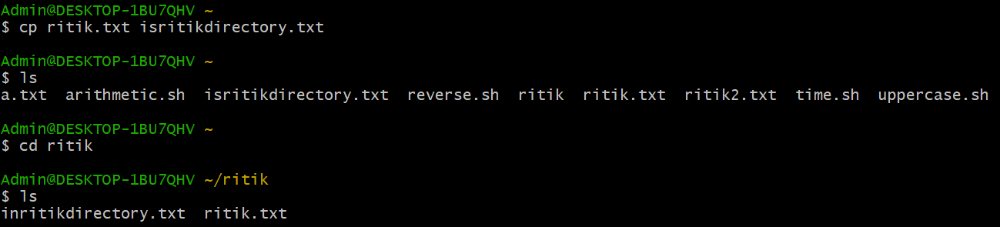 Admin@DESKTOP-1BU7QHV ~
$ cp ritik.txt isritikdirectory.txt
Admin@DESKTOP-1BU7QHV ~
$ ls
a.txt  arithmetic.sh  isritikdirectory.txt  reverse.sh  ritik  ritik.txt  ritik2.txt  time.sh  uppercase.sh
Admin@DESKTOP-1BU7QHV ~
$ cd ritik
Admin@DESKTOP-1BU7QHV ~/ritik
$ ls
inritikdirectory.txt  ritik.txt